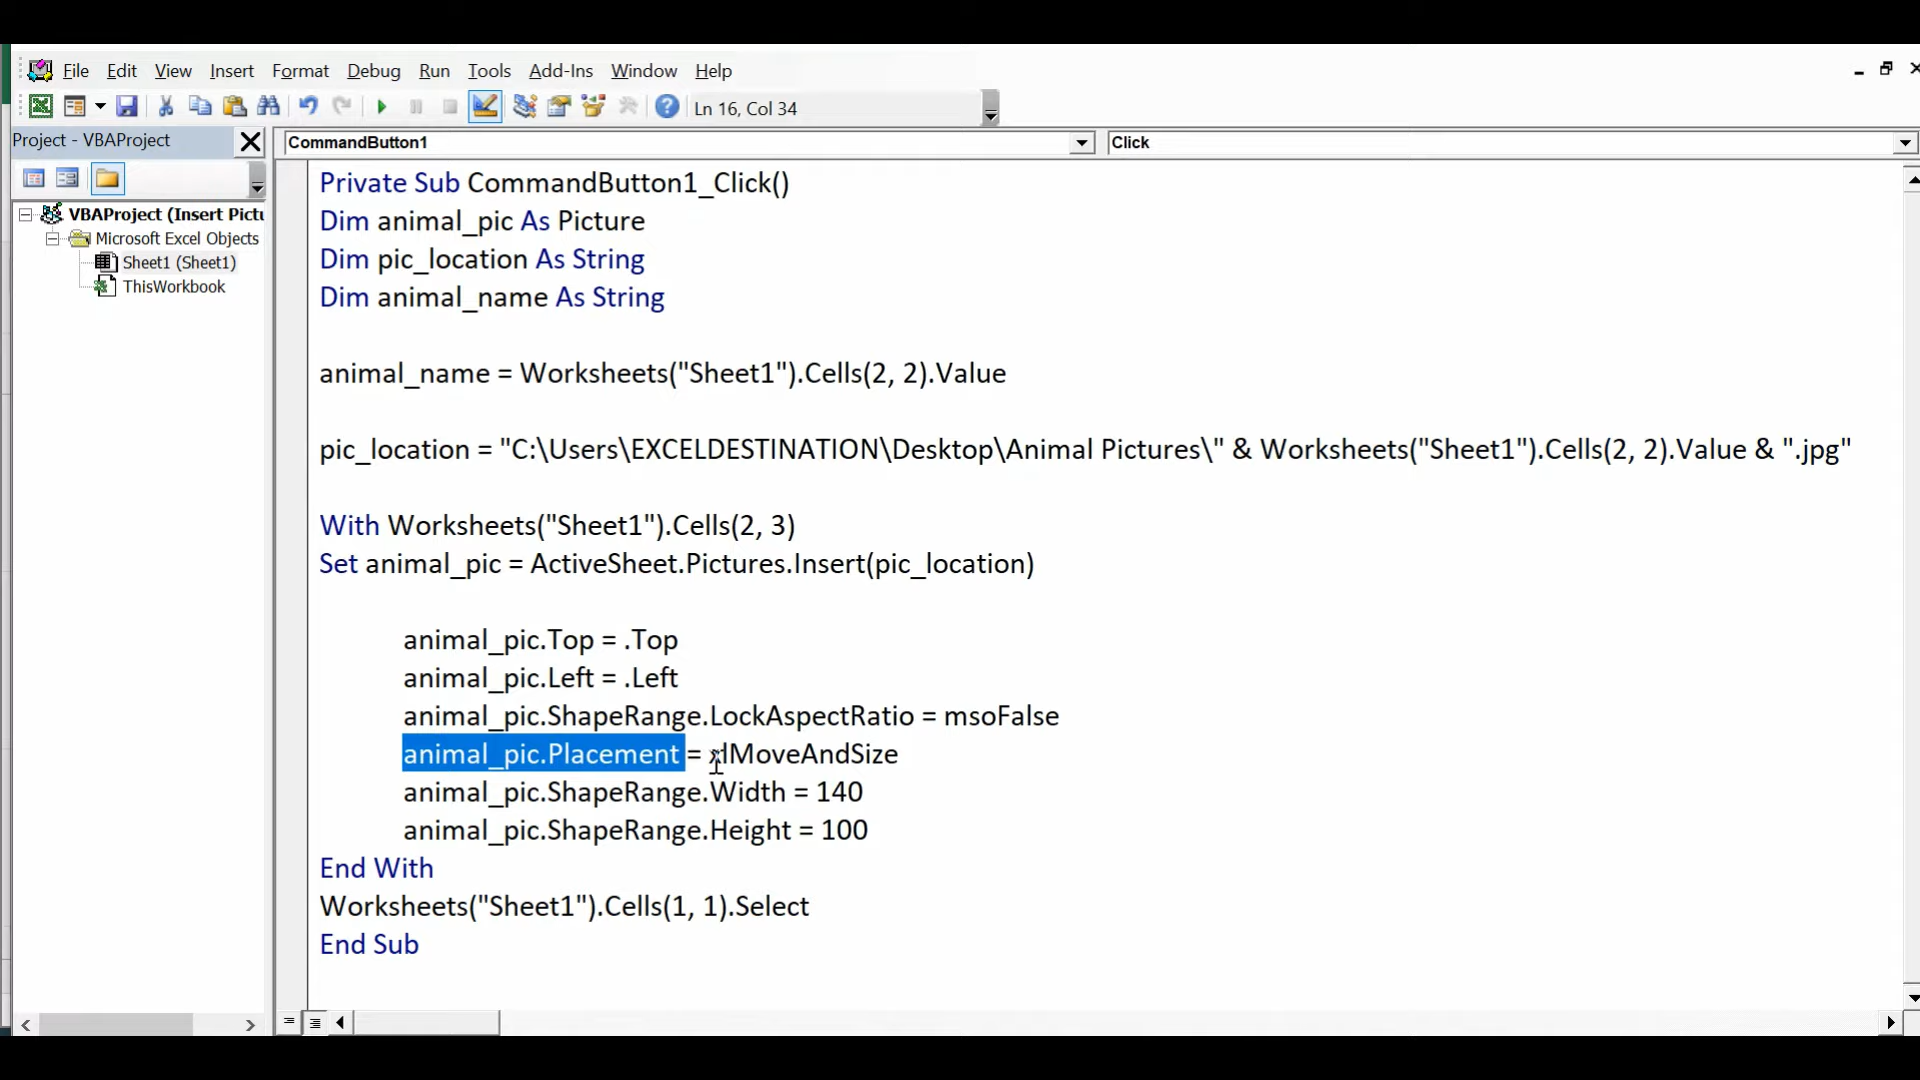 File Edit View Insert Format Debug Run Tools Add-Ins Window Help
Ln 16, Col 34
Project - VBAProject
CommandButton1
Click
VBAProject (Insert Pictu
Microsoft Excel Objects
Sheet1 (Sheet1)
ThisWorkbook
Private Sub CommandButton1_Click()
Dim animal_pic As Picture
Dim pic_location As String
Dim animal_name As String
animal_name = Worksheets("Sheet1").Cells(2, 2).Value
pic_location = "C:\Users\EXCELDESTINATION\Desktop\Animal Pictures\" & Worksheets("Sheet1").Cells(2, 2).Value & ".jpg"
With Worksheets("Sheet1").Cells(2, 3)
Set animal_pic = ActiveSheet.Pictures.Insert(pic_location)
animal_pic.Top = .Top
animal_pic.Left = .Left
animal_pic.ShapeRange.LockAspectRatio = msoFalse
animal_pic.Placement = xlMoveAndSize
animal_pic.ShapeRange.Width = 140
animal_pic.ShapeRange.Height = 100
End With
Worksheets("Sheet1").Cells(1, 1).Select
End Sub